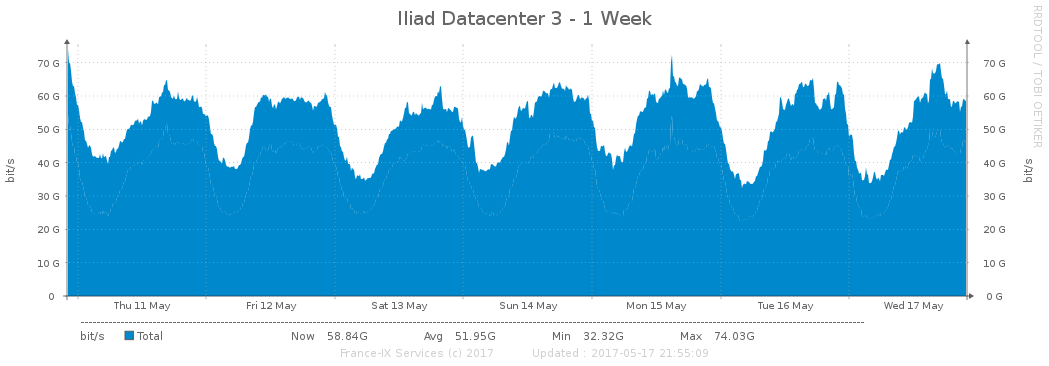 Iliad Datacenter 3 - 1 Week
RRDTOOL / TOBI OETIKER
bit/s
70 G 70 G
60 G 60 G
50 G 50 G
40 G 40 G
30 G 30 G
20 G 20 G
10 G 10 G
0 0 G
bit/s
Thu 11 May Fri 12 May Sat 13 May Sun 14 May Mon 15 May Tue 16 May Wed 17 May
bit/s Total Now 58.84G Avg 51.95G Min 32.32G Max 74.03G
France-IX Services (c) 2017 Updated : 2017-05-17 21:55:09